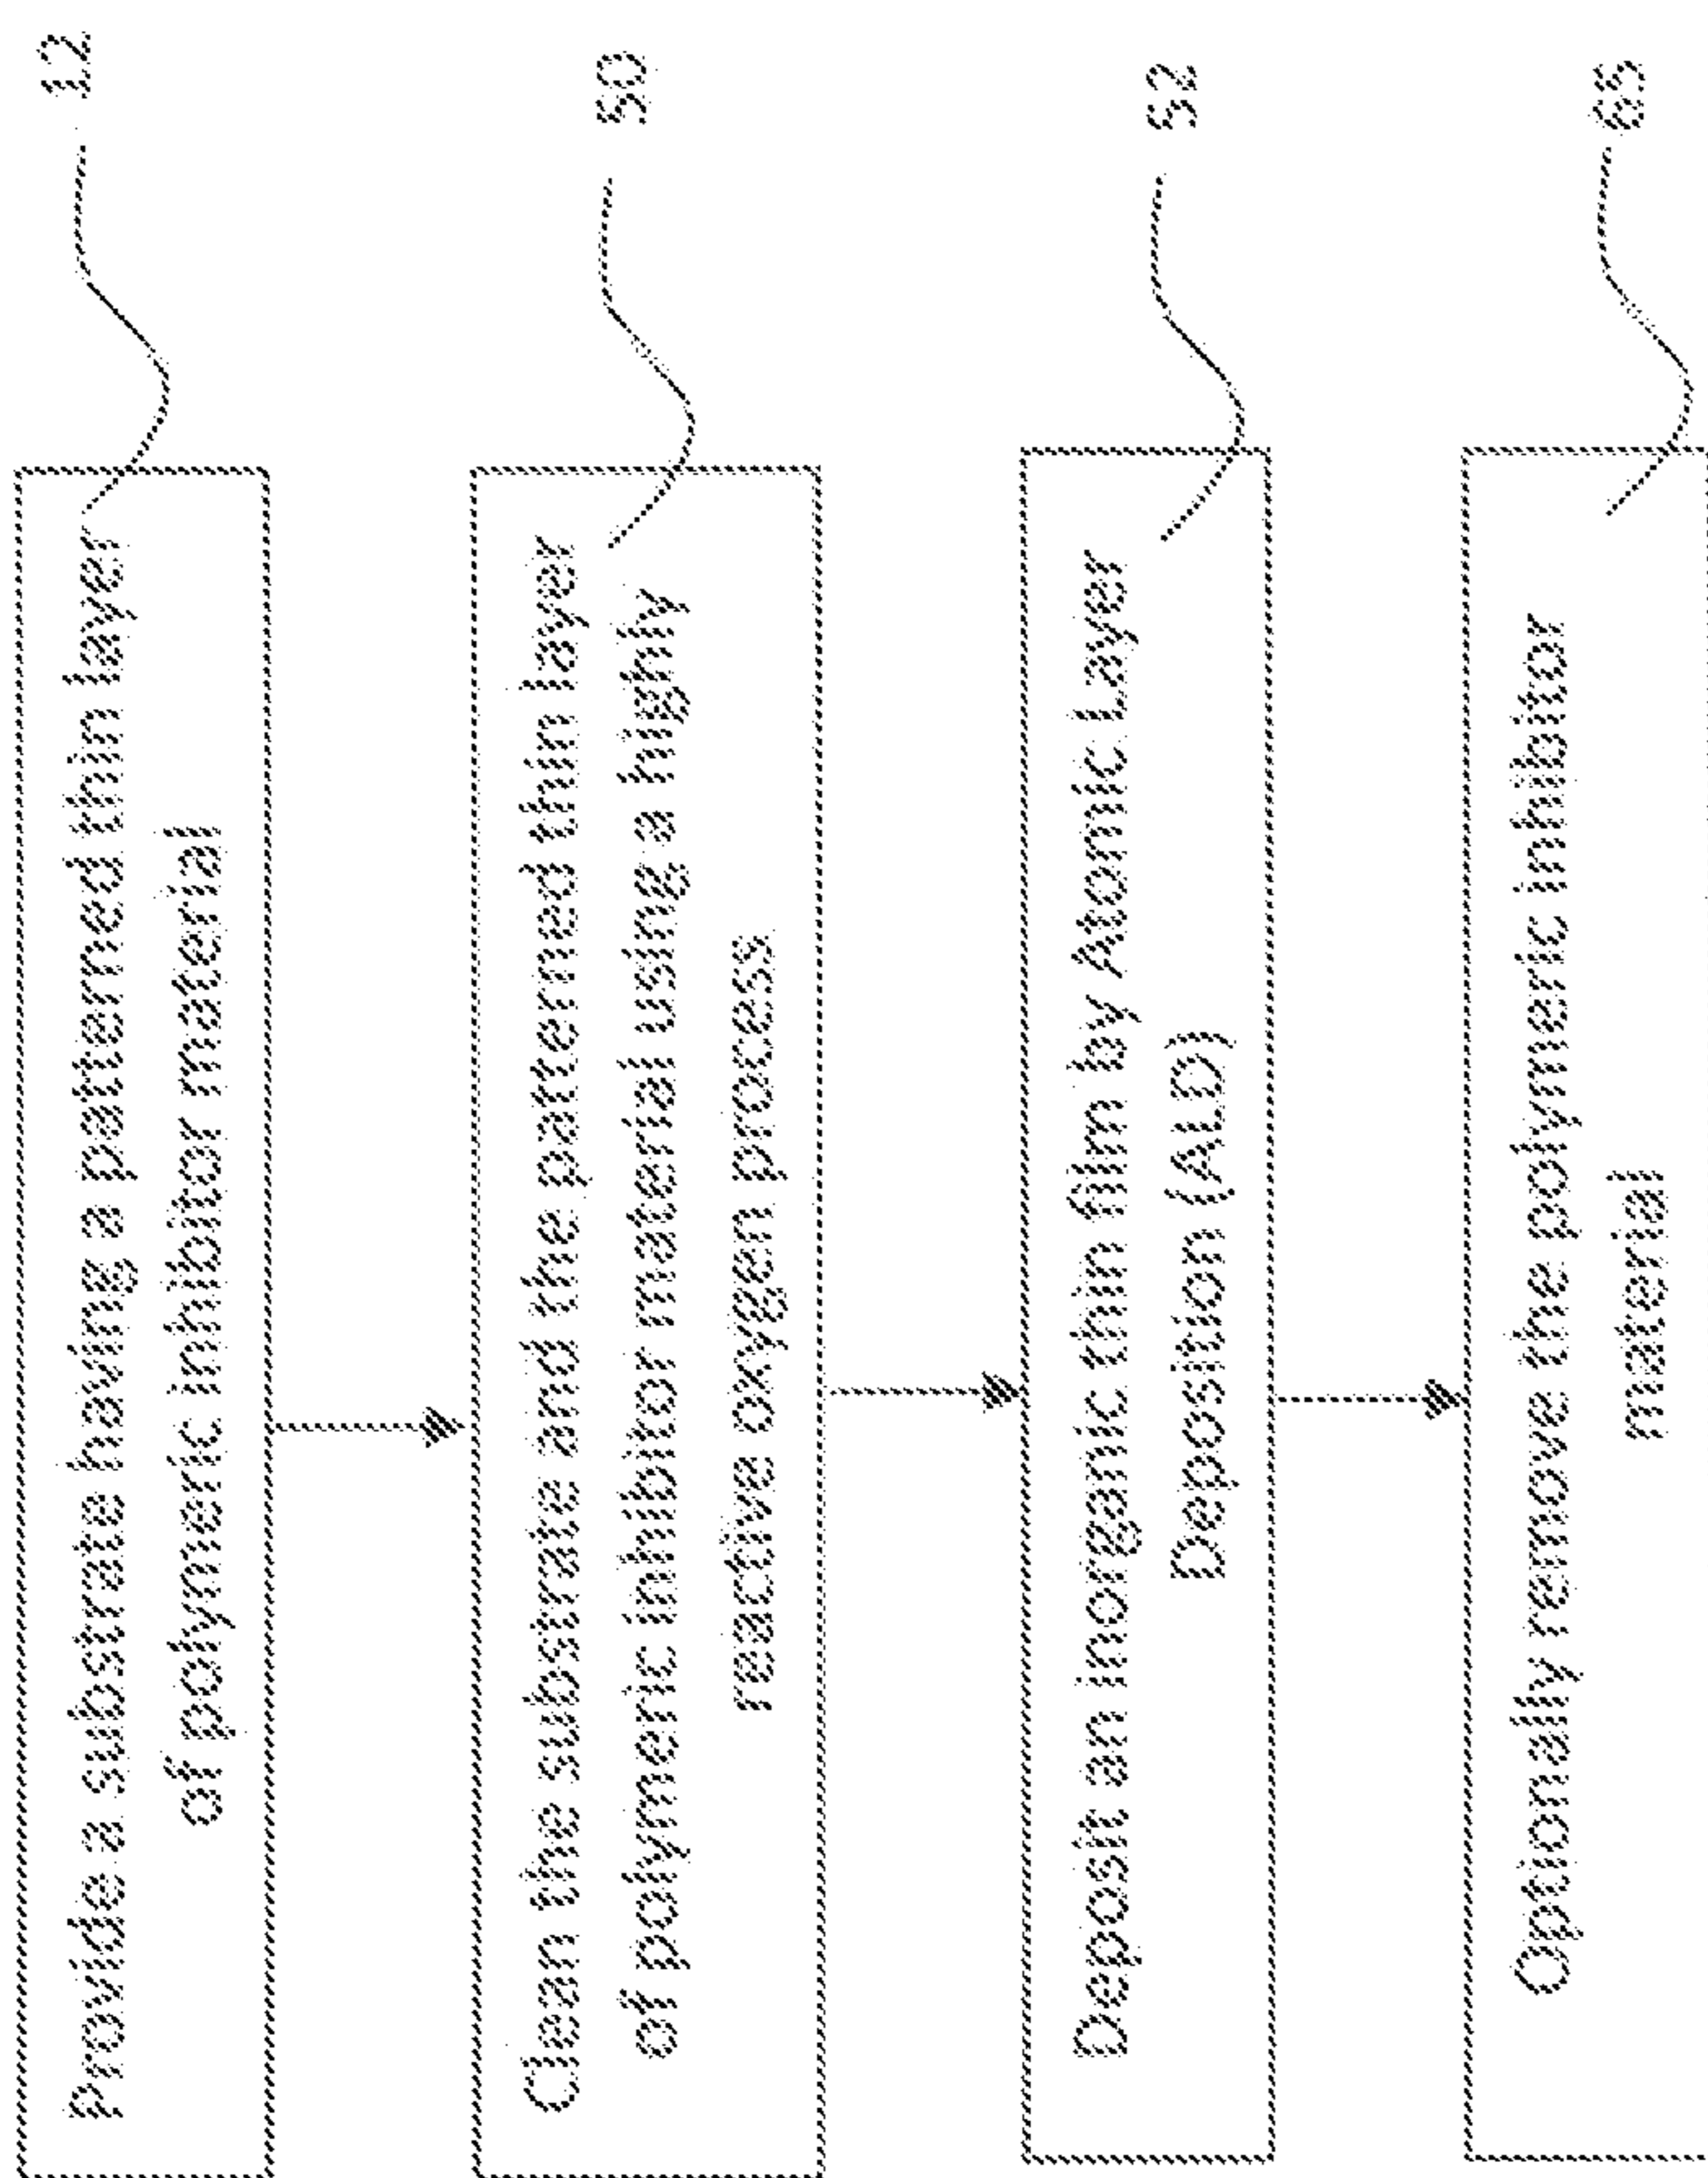 Provide a substrate having a patterned thin layer
of polymeric inhibitor material
12
Clean the substrate and the patterned thin layer
of polymeric inhibitor material using a highly
reactive oxygen process
50
Deposit an inorganic thin film by Atomic Layer
Deposition (ALD)
52
Optionally remove the polymeric inhibitor
material